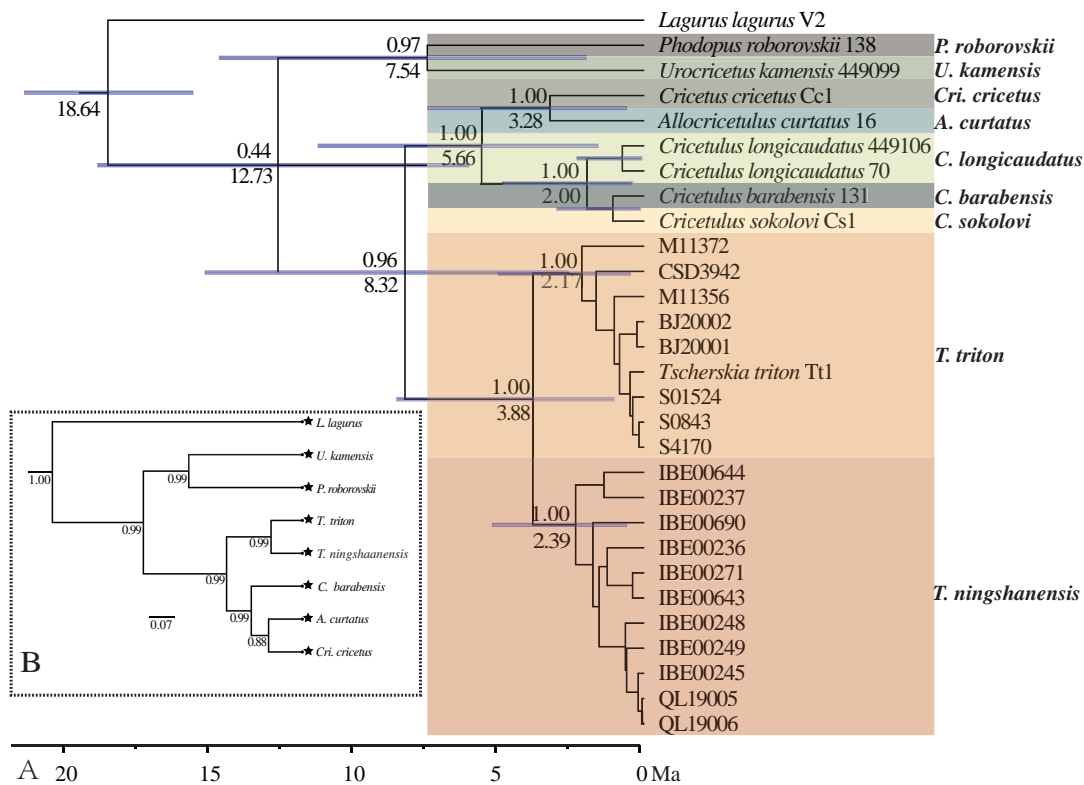 Lagurus lagurus V2
0.97
Phodopus roborovskii 138
P. roborovskii
7.54
Urocricetus kamensis 449099
U. kamensis
18.64
1.00
Cricetus cricetus Cc1
Cri. cricetus
3.28
Allocricetulus curtatus 16
A. curtatus
1.00
5.66
Cricetulus longicaudatus 449106
C. longicaudatus
0.44
12.73
1.00
Cricetulus longicaudatus 70
2.00
Cricetulus barabensis 131
C. barabensis
Cricetulus sokolovi Cs1
C. sokolovi
M11372
0.96
8.32
1.00
2.17
CSD3942
M11356
BJ20002
BJ20001
T. triton
Tscherskia triton Tt1
1.00
3.88
S01524
S0843
S4170
IBE00644
IBE00237
1.00
2.39
IBE00690
IBE00236
IBE00271
IBE00643
T. ningshanensis
IBE00248
IBE00249
IBE00245
QL19005
QL19006
L. lagurus
1.00
U. kamensis
0.99
P. roborovskii
0.99
T. triton
0.99
T. ningshaanensis
0.99
C. barabensis
0.99
A. curtatus
0.88
Cri. cricetus
0.07
B
A
20 15 10 5 0 Ma